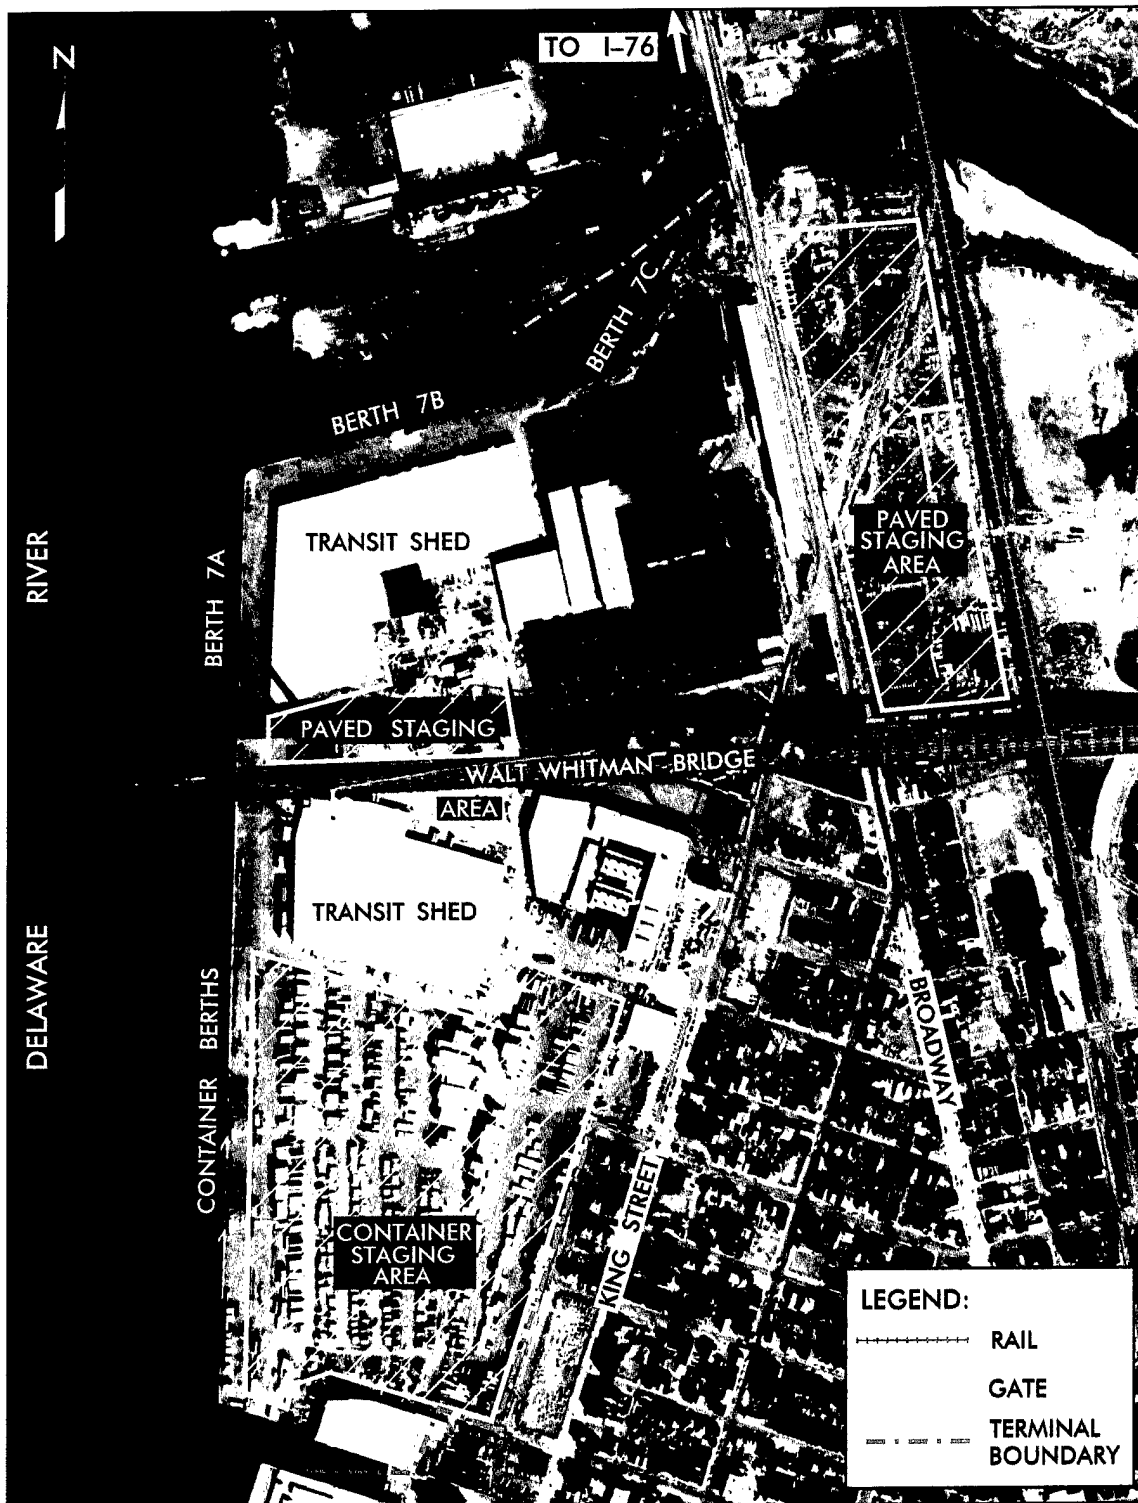 TO I-76
N
BERTH 7C
BERTH 7B
TRANSIT SHED
PAVED
STAGING
AREA
RIVER
BERTH 7A
PAVED STAGING
WALT WHITMAN BRIDGE
AREA
TRANSIT SHED
DELAWARE
CONTAINER BERTHS
BROADWAY
KING STREET
CONTAINER
STAGING
AREA
LEGEND:
RAIL
GATE
TERMINAL
BOUNDARY